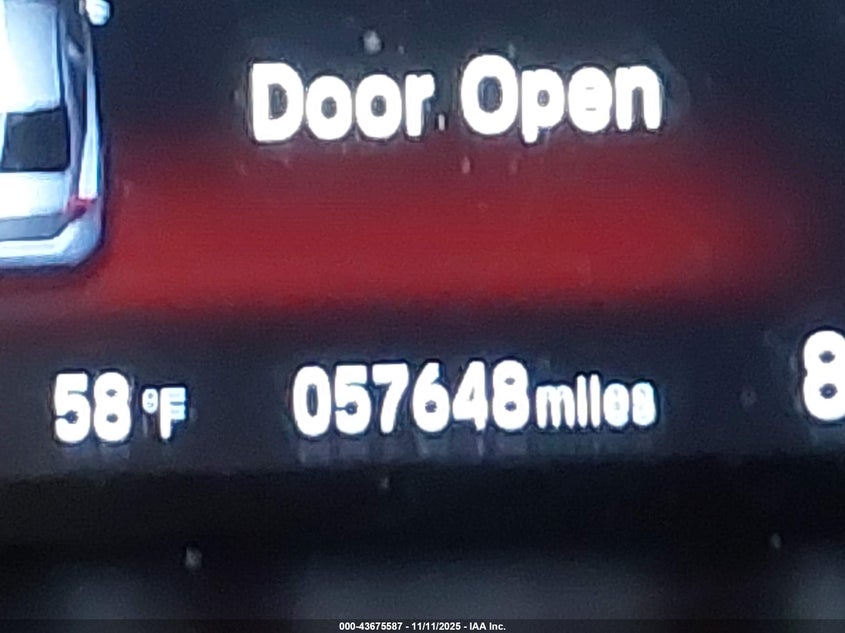 Door Open
58 °F 057648 miles 8
000-43675587 - 11/11/2025 - IAA Inc.